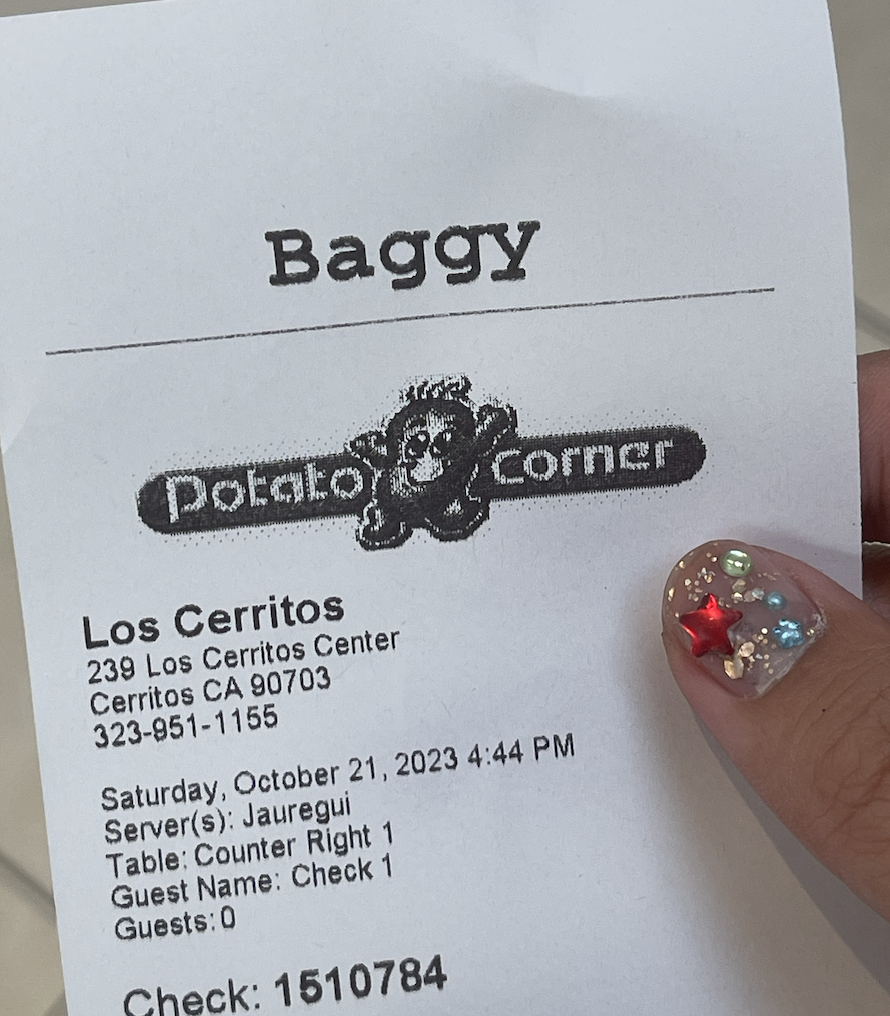 Baggy
Potato corner
Los Cerritos
239 Los Cerritos Center
Cerritos CA 90703
323-951-1155
Saturday, October 21, 2023 4:44 PM
Server(s): Jauregui
Table: Counter Right 1
Guest Name: Check 1
Guests: 0
Check: 1510784